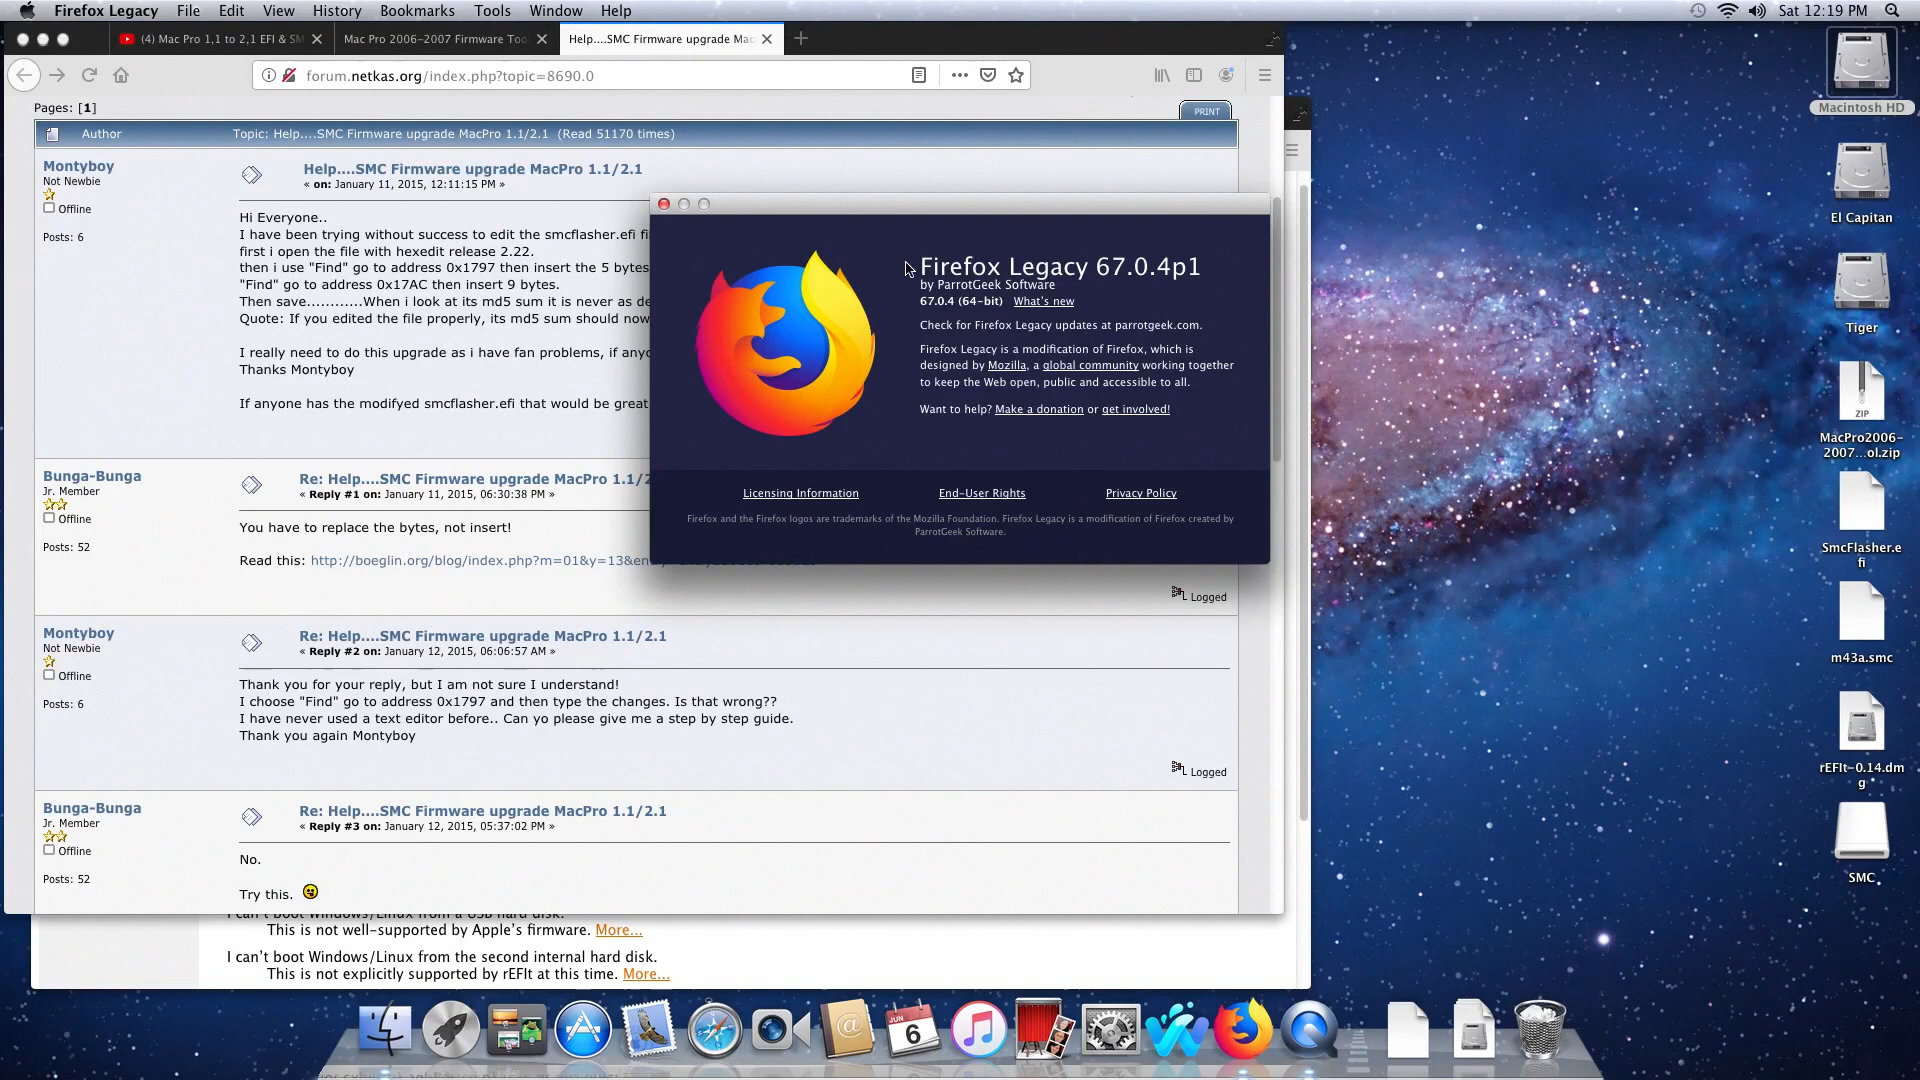 Firefox Legacy File Edit View History Bookmarks Tools Window Help Sat 12:19 PM
(4) Mac Pro 1,1 to 2,1 EFI & SM
Mac Pro 2006-2007 Firmware Too
Help....SMC Firmware upgrade Mac
forum.netkas.org/index.php?topic=8690.0
Pages: [1]
PRINT
Author Topic: Help....SMC Firmware upgrade MacPro 1.1/2.1 (Read 51170 times)
Montyboy
Not Newbie
Offline
Posts: 6
Help....SMC Firmware upgrade MacPro 1.1/2.1
« on: January 11, 2015, 12:11:15 PM »
Hi Everyone..
I have been trying without success to edit the smcflasher.efi fi
first i open the file with hexedit release 2.22.
then i use "Find" go to address 0x1797 then insert the 5 bytes
"Find" go to address 0x17AC then insert 9 bytes.
Then save............When i look at its md5 sum it is never as de
Quote: If you edited the file properly, its md5 sum should now
I really need to do this upgrade as i have fan problems, if anyo
Thanks Montyboy
If anyone has the modifyed smcflasher.efi that would be great
Bunga-Bunga
Jr. Member
Offline
Posts: 52
Re: Help....SMC Firmware upgrade MacPro 1.1/2
« Reply #1 on: January 11, 2015, 06:30:38 PM »
You have to replace the bytes, not insert!
Read this: http://boeglin.org/blog/index.php?m=01&y=13&en
Logged
Montyboy
Not Newbie
Offline
Posts: 6
Re: Help....SMC Firmware upgrade MacPro 1.1/2.1
« Reply #2 on: January 12, 2015, 06:06:57 AM »
Thank you for your reply, but I am not sure I understand!
I choose "Find" go to address 0x1797 and then type the changes. Is that wrong??
I have never used a text editor before.. Can yo please give me a step by step guide.
Thank you again Montyboy
Logged
Bunga-Bunga
Jr. Member
Offline
Posts: 52
Re: Help....SMC Firmware upgrade MacPro 1.1/2.1
« Reply #3 on: January 12, 2015, 05:37:02 PM »
No.
Try this.
I can't boot Windows/Linux from a USB hard disk.
This is not well-supported by Apple's firmware. More...
I can't boot Windows/Linux from the second internal hard disk.
This is not explicitly supported by rEFIt at this time. More...
Firefox Legacy 67.0.4p1
by ParrotGeek Software
67.0.4 (64-bit) What's new
Check for Firefox Legacy updates at parrotgeek.com.
Firefox Legacy is a modification of Firefox, which is
designed by Mozilla, a global community working together
to keep the Web open, public and accessible to all.
Want to help? Make a donation or get involved!
Licensing Information
End-User Rights
Privacy Policy
Firefox and the Firefox logos are trademarks of the Mozilla Foundation. Firefox Legacy is a modification of Firefox created by
ParrotGeek Software.
Macintosh HD
El Capitan
Tiger
ZIP
MacPro2006-
2007...ol.zip
SmcFlasher.e
fi
m43a.smc
rEFIt-0.14.dm
g
SMC
JUN
6